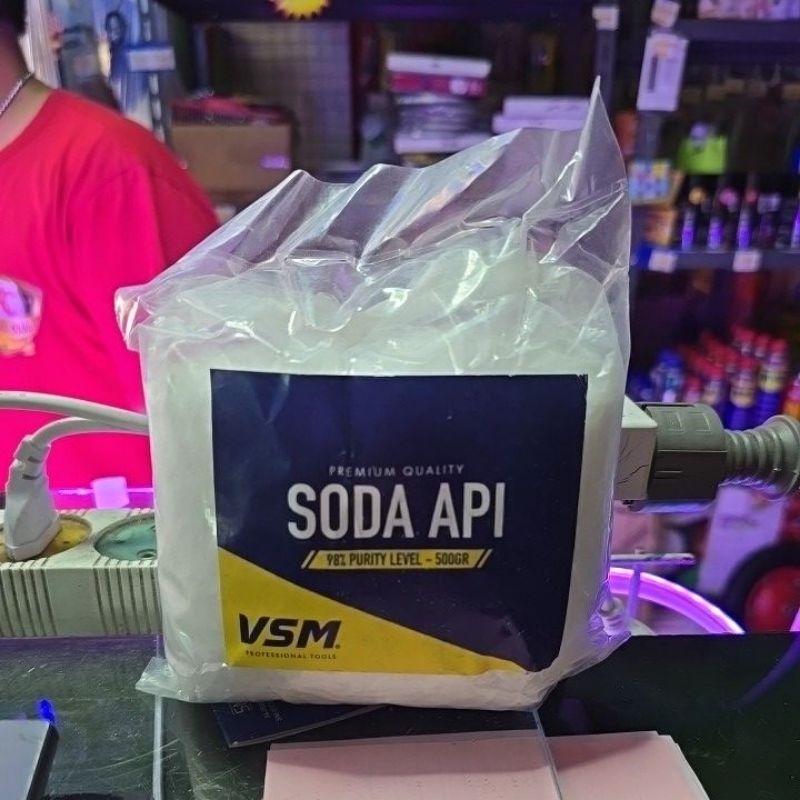 PREMIUM QUALITY
SODA API
98% PURITY LEVEL - 500GR
VSM®
PROFESSIONAL TOOLS